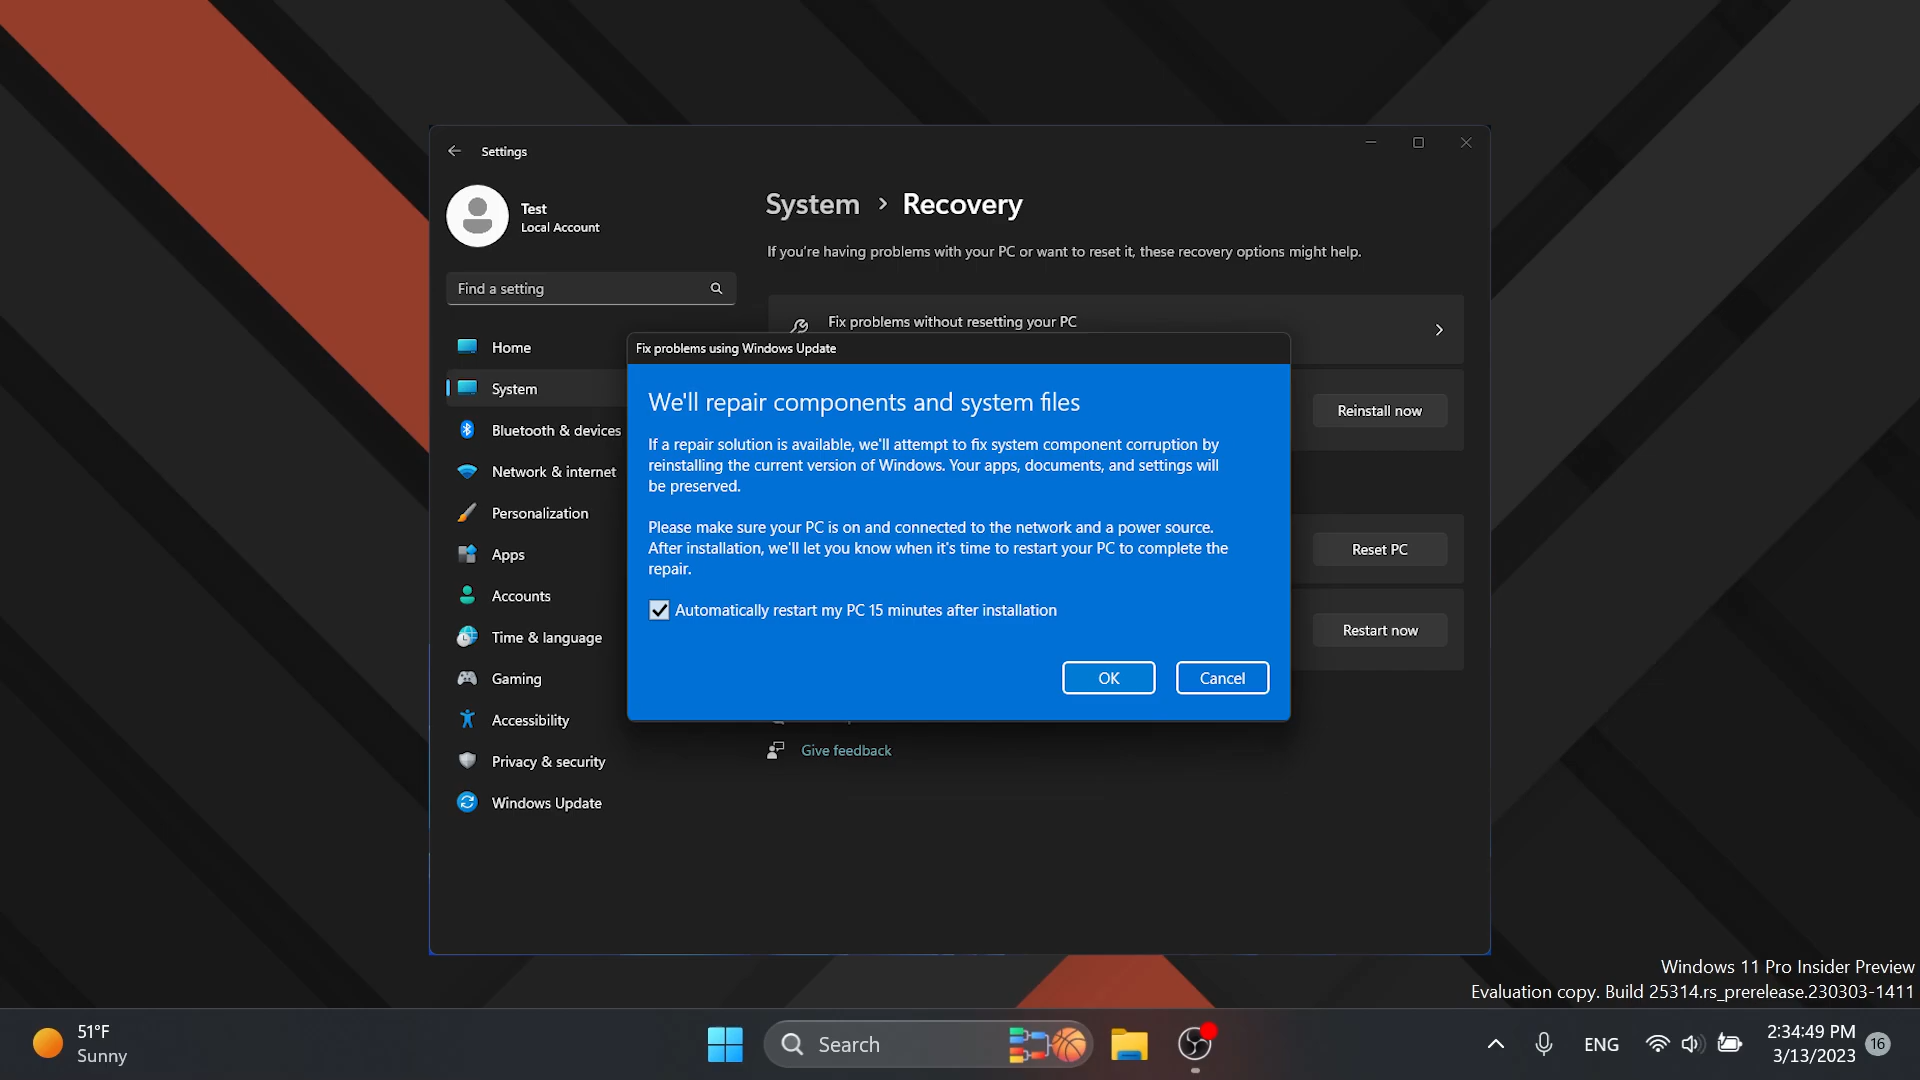 Settings
Test
Local Account
Find a setting
Home
System
Bluetooth & devices
Network & internet
Personalization
Apps
Accounts
Time & language
Gaming
Accessibility
Privacy & security
Windows Update
System > Recovery
If you're having problems with your PC or want to reset it, these recovery options might help.
Fix problems without resetting your PC
Reinstall now
Reset PC
Restart now
Give feedback
Fix problems using Windows Update
We'll repair components and system files
If a repair solution is available, we'll attempt to fix system component corruption by
reinstalling the current version of Windows. Your apps, documents, and settings will
be preserved.
Please make sure your PC is on and connected to the network and a power source.
After installation, we'll let you know when it's time to restart your PC to complete the
repair.
Automatically restart my PC 15 minutes after installation
OK
Cancel
Windows 11 Pro Insider Preview
Evaluation copy. Build 25314.rs_prerelease.230303-1411
51°F
Sunny
Search
ENG
2:34:49 PM
3/13/2023
16